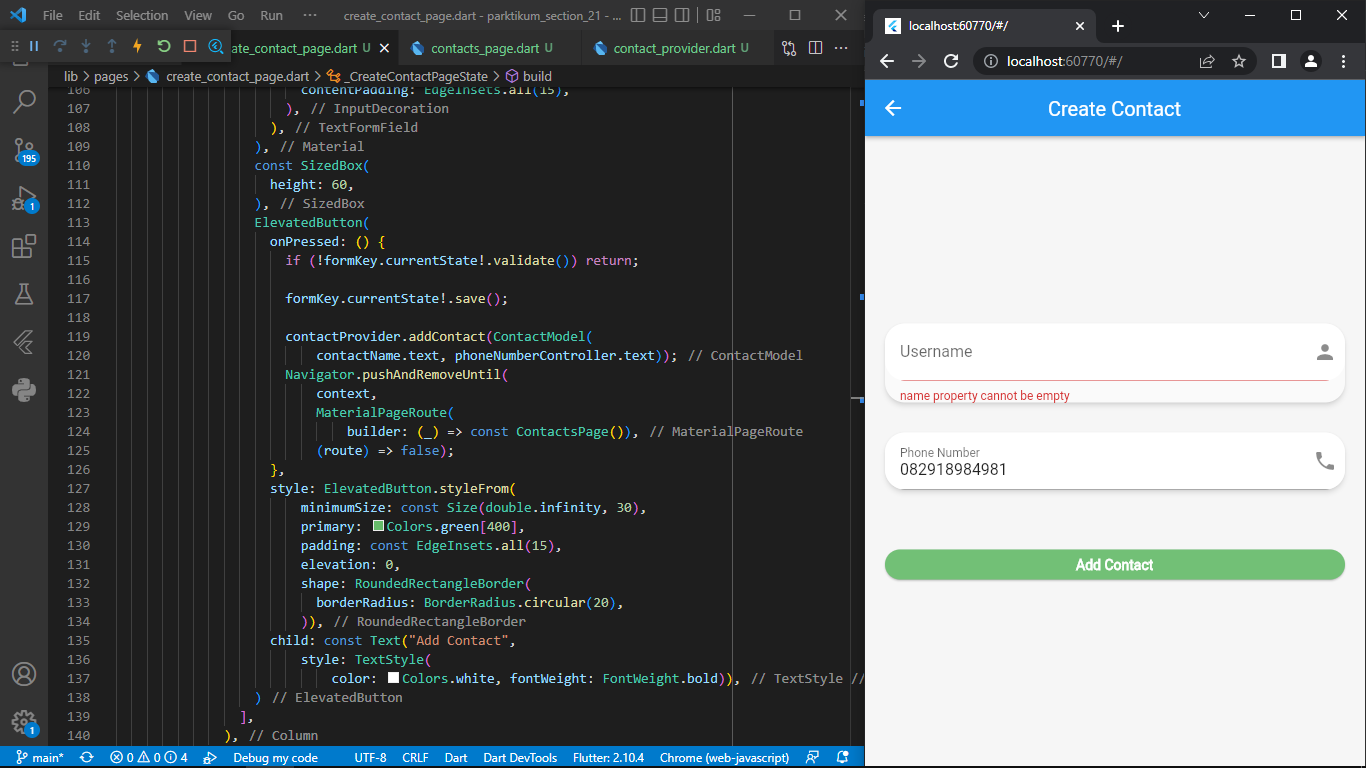 File Edit Selection View Go Run ··· create_contact_page.dart - parktikum_section_21 - ...
ate_contact_page.dart U
contacts_page.dart U
contact_provider.dart U
lib > pages > create_contact_page.dart > _CreateContactPageState > build
106 contentPadding: EdgeInsets.all(15),
107 ), // InputDecoration
108 ), // TextFormField
109 ), // Material
110 const SizedBox(
111 height: 60,
112 ), // SizedBox
113 ElevatedButton(
114 onPressed: () {
115 if (!formKey.currentState!.validate()) return;
116
117 formKey.currentState!.save();
118
119 contactProvider.addContact(ContactModel(
120 contactName.text, phoneNumberController.text)); // ContactModel
121 Navigator.pushAndRemoveUntil(
122 context,
123 MaterialPageRoute(
124 builder: (_) => const ContactsPage()), // MaterialPageRoute
125 (route) => false);
126 },
127 style: ElevatedButton.styleFrom(
128 minimumSize: const Size(double.infinity, 30),
129 primary: Colors.green[400],
130 padding: const EdgeInsets.all(15),
131 elevation: 0,
132 shape: RoundedRectangleBorder(
133 borderRadius: BorderRadius.circular(20),
134 )), // RoundedRectangleBorder
135 child: const Text("Add Contact",
136 style: TextStyle(
137 color: Colors.white, fontWeight: FontWeight.bold)), // TextStyle //
138 ) // ElevatedButton
139 ],
140 ), // Column
195
1
1
main* 0 0 4 Debug my code UTF-8 CRLF Dart Dart DevTools Flutter: 2.10.4 Chrome (web-javascript)
localhost:60770/#/
localhost:60770/#/
Create Contact
Username
name property cannot be empty
Phone Number
082918984981
Add Contact